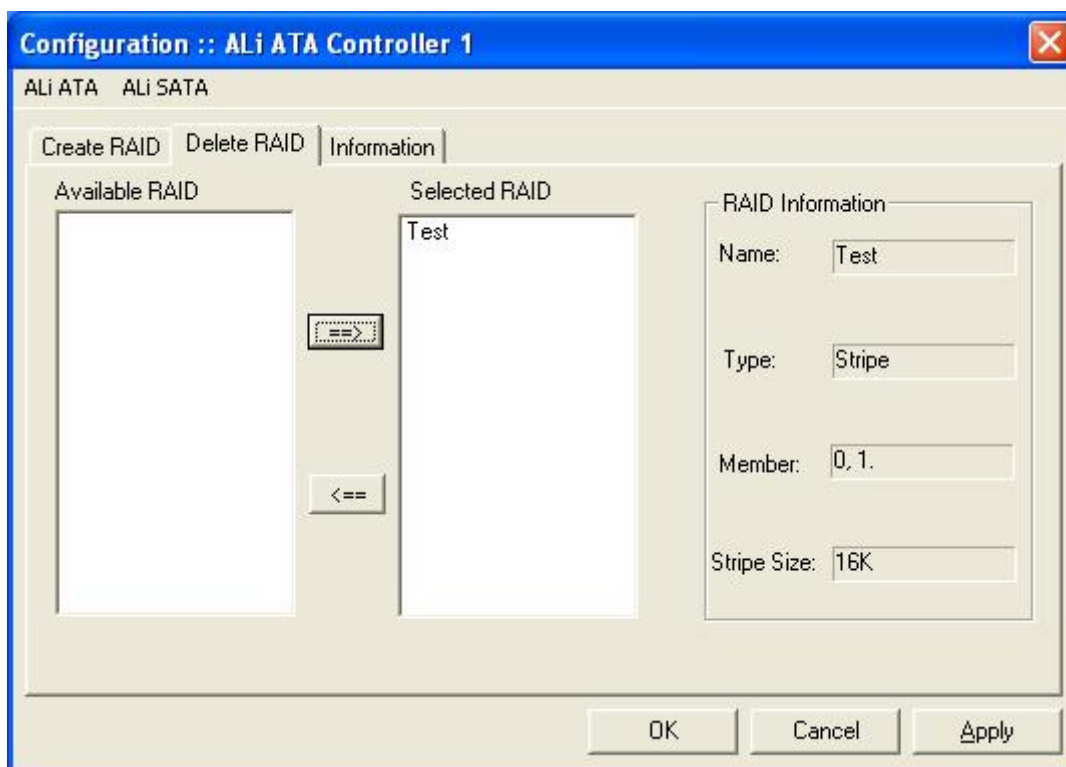 Configuration :: ALi ATA Controller 1
ALi ATA ALi SATA
Create RAID Delete RAID Information
Available RAID
Selected RAID
Test
==>
<==
RAID Information
Name: Test
Type: Stripe
Member: 0, 1.
Stripe Size: 16K
OK Cancel Apply